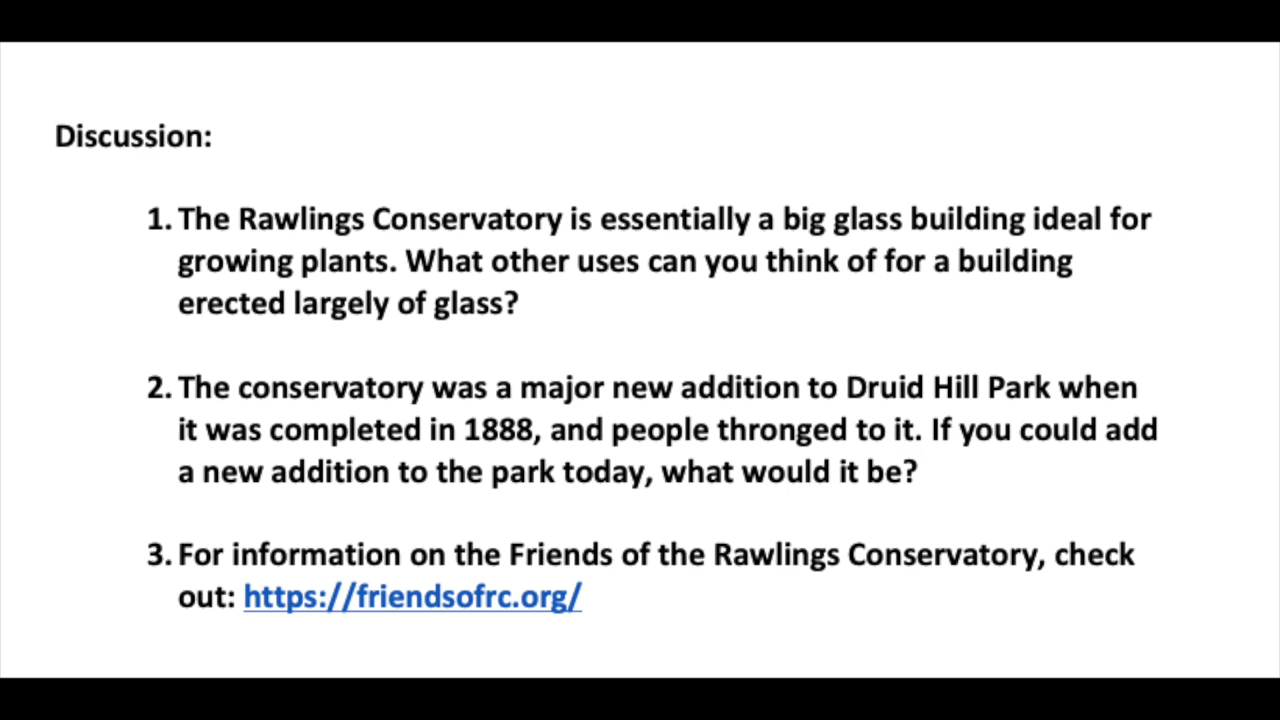 Discussion:
1. The Rawlings Conservatory is essentially a big glass building ideal for
growing plants. What other uses can you think of for a building
erected largely of glass?
2. The conservatory was a major new addition to Druid Hill Park when
it was completed in 1888, and people thronged to it. If you could add
a new addition to the park today, what would it be?
3. For information on the Friends of the Rawlings Conservatory, check
out: https://friendsofrc.org/